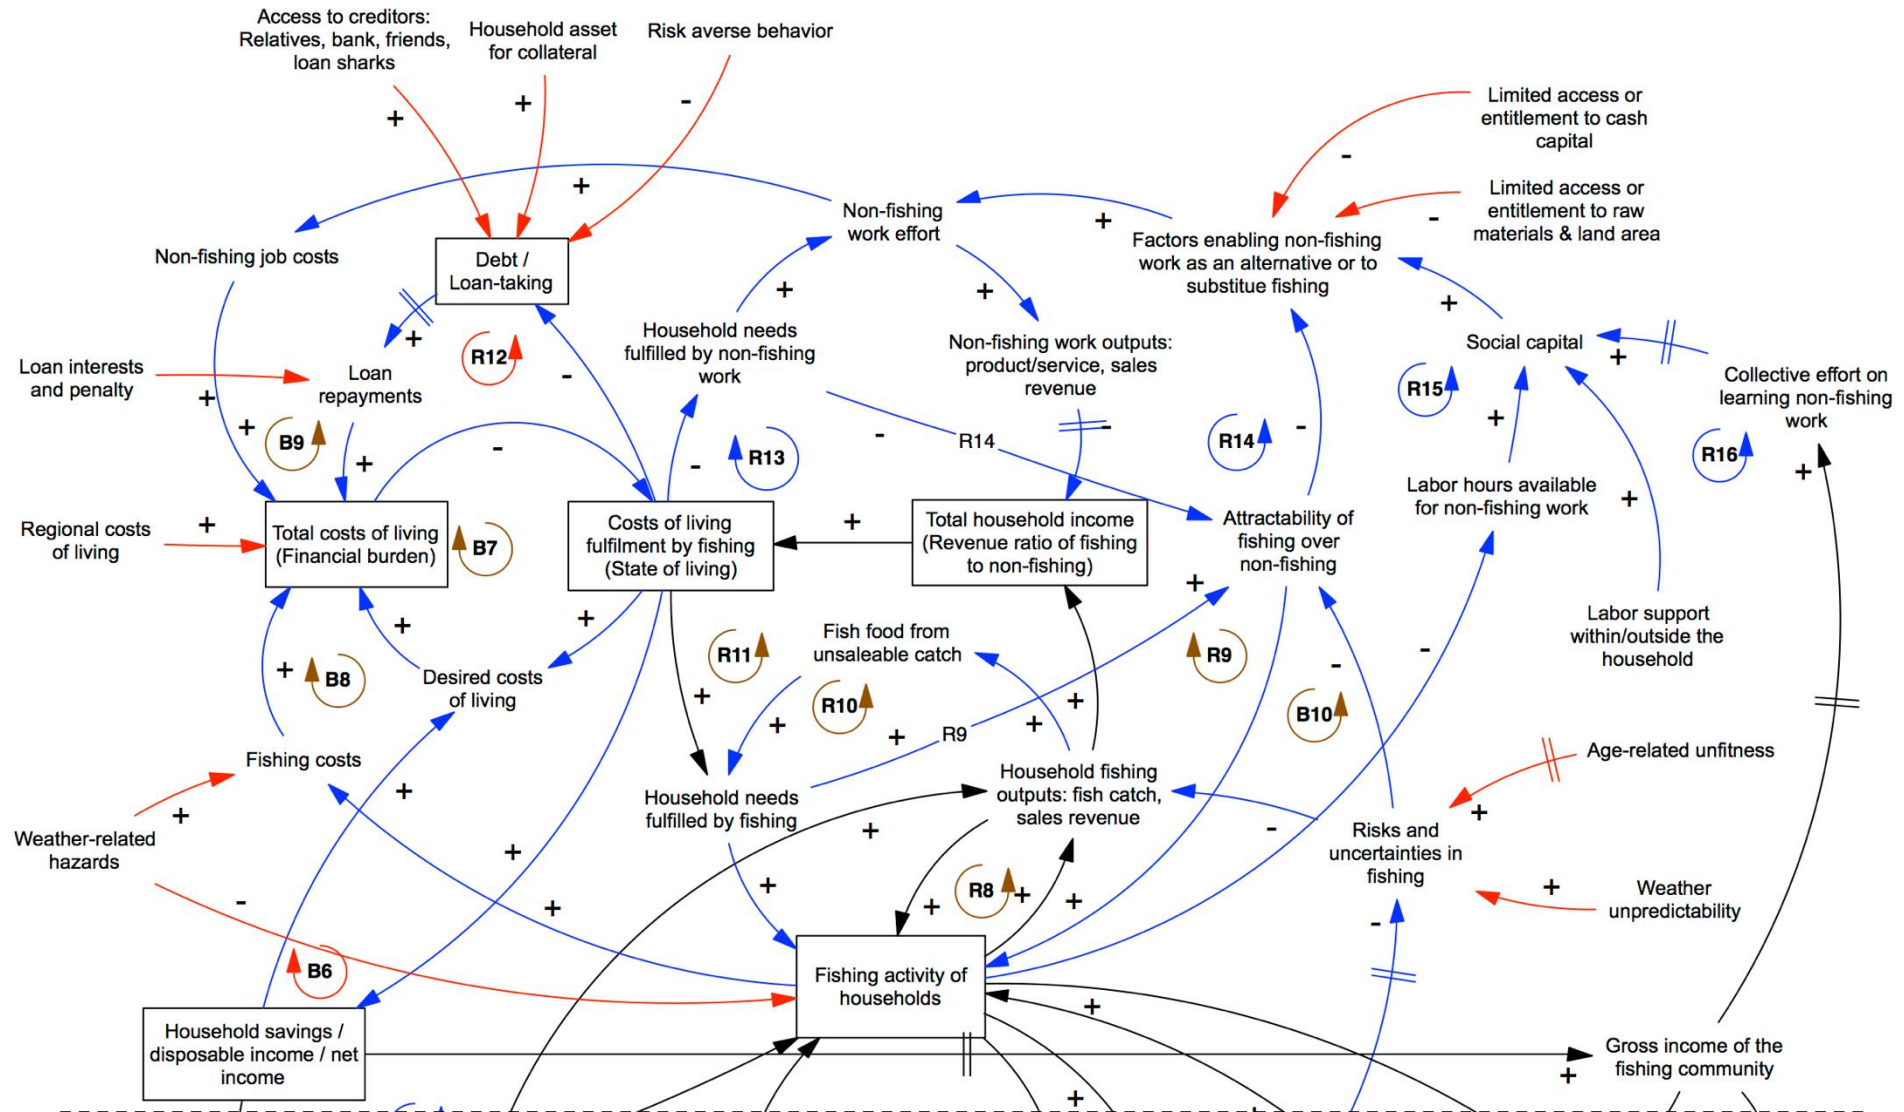 Access to creditors:
Relatives, bank, friends,
loan sharks
Household asset
for collateral
Risk averse behavior
Limited access or
entitlement to cash
capital
Limited access or
entitlement to raw
materials & land area
+
+
-
-
-
+
+
Non-fishing
work effort
Factors enabling non-fishing
work as an alternative or to
substitue fishing
Non-fishing job costs
Debt /
Loan-taking
+
+
+
+
R12
-
Household needs
fulfilled by non-fishing
work
Non-fishing work outputs:
product/service, sales
revenue
Social capital
+
Loan interests
and penalty
Loan
repayments
R15
Collective effort on
learning non-fishing
work
+
+
B9
+
-
-
R13
-
R14
-
R14
-
+
R16
+
Labor hours available
for non-fishing work
+
Regional costs
of living
+
Total costs of living
(Financial burden)
B7
Costs of living
fulfilment by fishing
(State of living)
+
Total household income
(Revenue ratio of fishing
to non-fishing)
Attractability of
fishing over
non-fishing
+
Labor support
within/outside the
household
+
+
Fish food from
unsaleable catch
R11
R9
-
-
+
B8
Desired costs
of living
+
R10
+
+
+
+
R9
B10
Fishing costs
Age-related unfitness
+
Household needs
fulfilled by fishing
Household fishing
outputs: fish catch,
sales revenue
+
+
-
+
Weather-related
hazards
Risks and
uncertainties in
fishing
+
+
R8
+
+
+
+
Weather
unpredictability
-
+
-
B6
Fishing activity of
households
+
Household savings /
disposable income / net
income
Gross income of the
fishing community
+
+